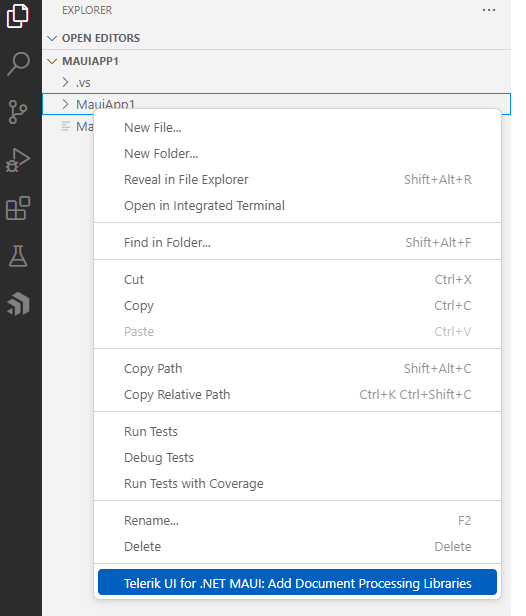 EXPLORER ...
OPEN EDITORS
MAUIAPP1
.vs
MauiApp1
Ma
New File...
New Folder...
Reveal in File Explorer Shift+Alt+R
Open in Integrated Terminal
Find in Folder... Shift+Alt+F
Cut Ctrl+X
Copy Ctrl+C
Paste Ctrl+V
Copy Path Shift+Alt+C
Copy Relative Path Ctrl+K Ctrl+Shift+C
Run Tests
Debug Tests
Run Tests with Coverage
Rename... F2
Delete Delete
Telerik UI for .NET MAUI: Add Document Processing Libraries